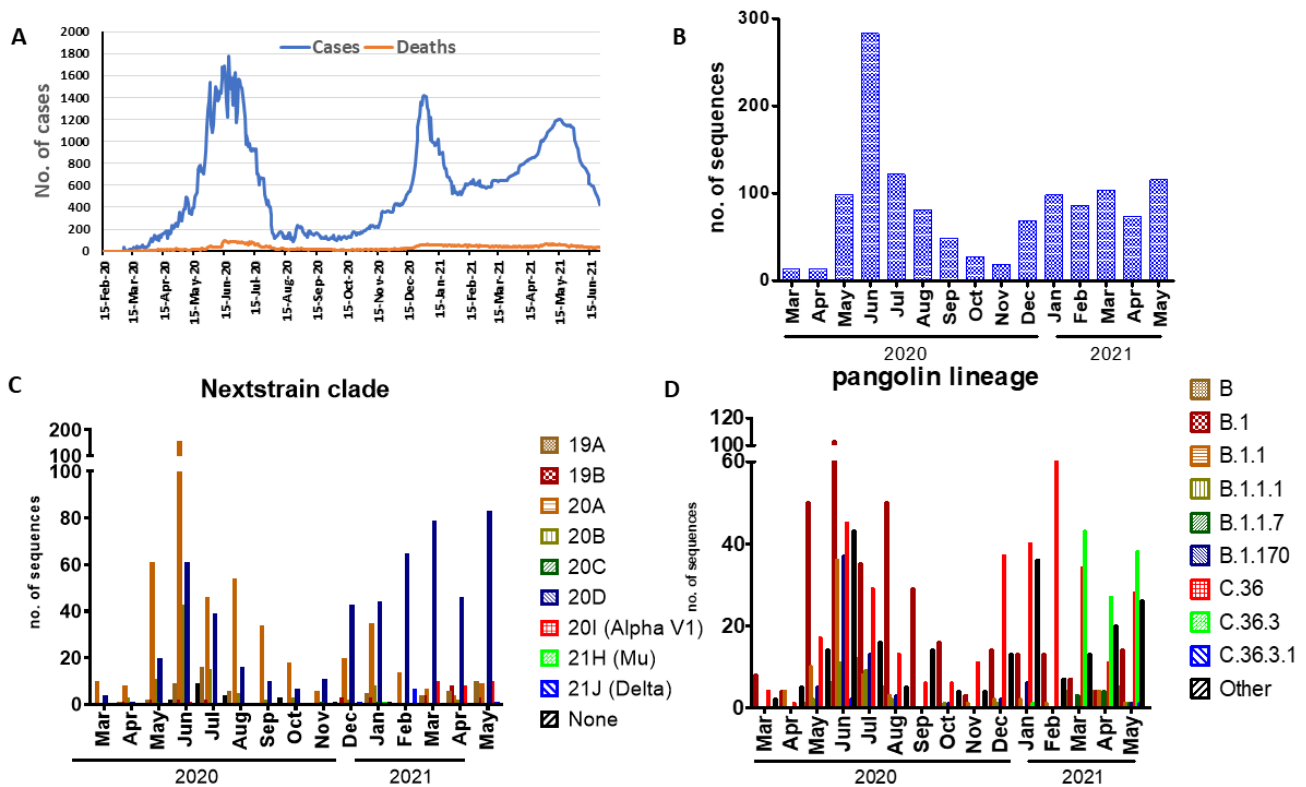 A
Cases Deaths
No. of cases
2000
1800
1600
1400
1200
1000
800
600
400
200
0
15-Feb-20
15-Mar-20
15-Apr-20
15-May-20
15-Jun-20
15-Jul-20
15-Aug-20
15-Sep-20
15-Oct-20
15-Nov-20
15-Dec-20
15-Jan-21
15-Feb-21
15-Mar-21
15-Apr-21
15-May-21
15-Jun-21
B
no. of sequences
300
200
100
0
Mar
Apr
May
Jun
Jul
Aug
Sep
Oct
Nov
Dec
Jan
Feb
Mar
Apr
May
2020
2021
C
Nextstrain clade
no. of sequences
200
100
100
80
60
40
20
0
Mar
Apr
May
Jun
Jul
Aug
Sep
Oct
Nov
Dec
Jan
Feb
Mar
Apr
May
2020
2021
19A
19B
20A
20B
20C
20D
20I (Alpha V1)
21H (Mu)
21J (Delta)
None
D
pangolin lineage
no. of sequences
120
100
80
60
40
20
0
Mar
Apr
May
Jun
Jul
Aug
Sep
Oct
Nov
Dec
Jan
Feb
Mar
Apr
May
2020
2021
B
B.1
B.1.1
B.1.1.1
B.1.1.7
B.1.170
C.36
C.36.3
C.36.3.1
Other